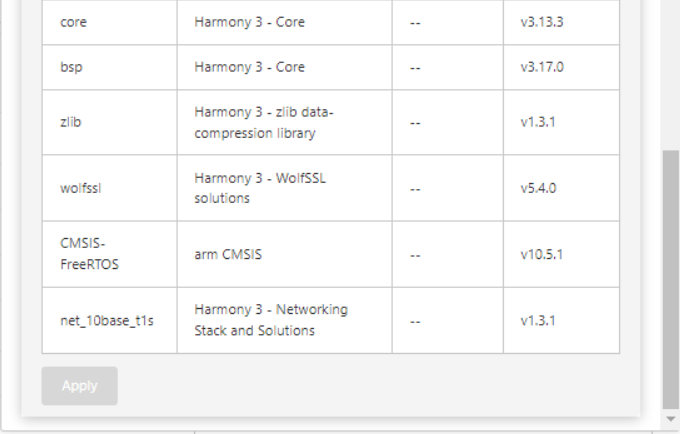 core Harmony 3 - Core -- v3.13.3
bsp Harmony 3 - Core -- v3.17.0
zlib Harmony 3 - zlib data-
compression library -- v1.3.1
wolfssl Harmony 3 - WolfSSL
solutions -- v5.4.0
CMSIS-
FreeRTOS arm CMSIS -- v10.5.1
net_10base_t1s Harmony 3 - Networking
Stack and Solutions -- v1.3.1
Apply